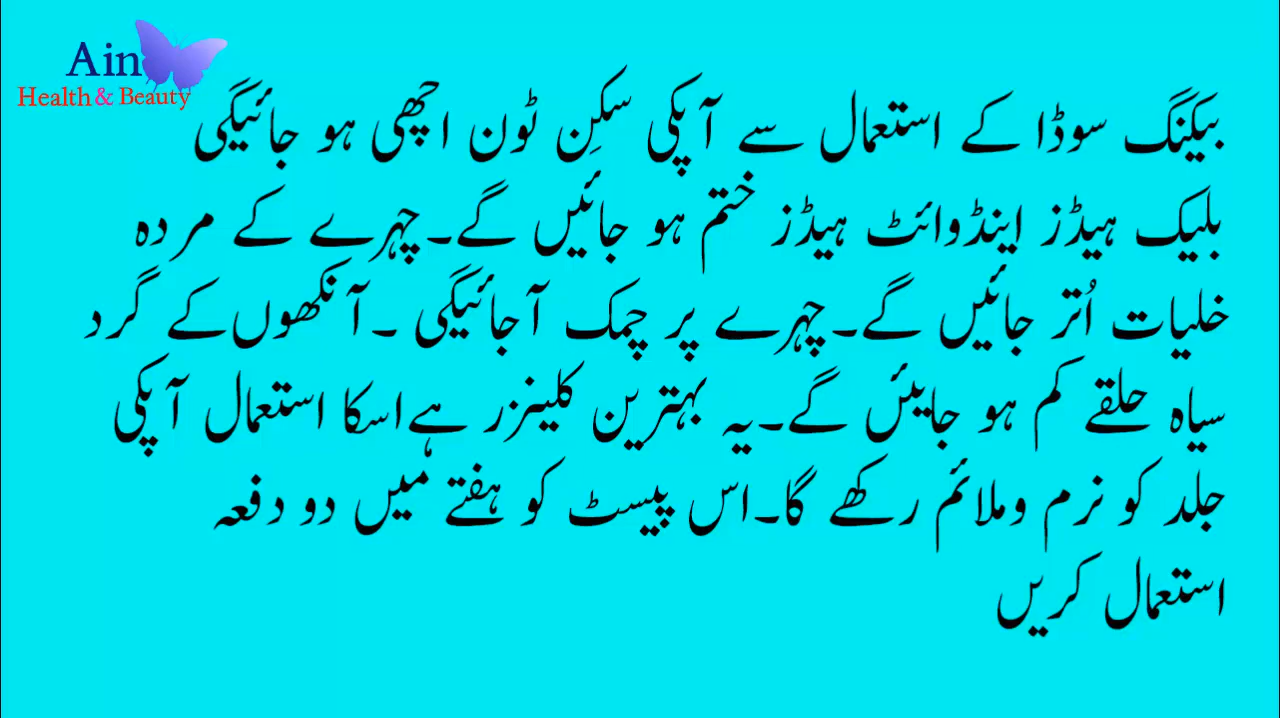 Ain
Health & Beauty
بیکنگ سوڈا کے استعمال سے آپکی سکِن ٹون اچھی ہو جائیگی
بلیک ہیڈز اینڈوائٹ ہیڈز ختم ہو جائیں گے۔چہرے کے مردہ
خلیات اُتر جائیں گے۔چہرے پر چمک آجائیگی ۔آنکھوں‌کے گرد
سیاہ حلقے کم ہو جایئں گے۔یہ بہترین کلینزر ہےاسکا استعمال آپکی
جلد کو نرم وملائم رکھے گا۔اس پیسٹ کو ہفتے میں دو دفعہ
استعمال کریں